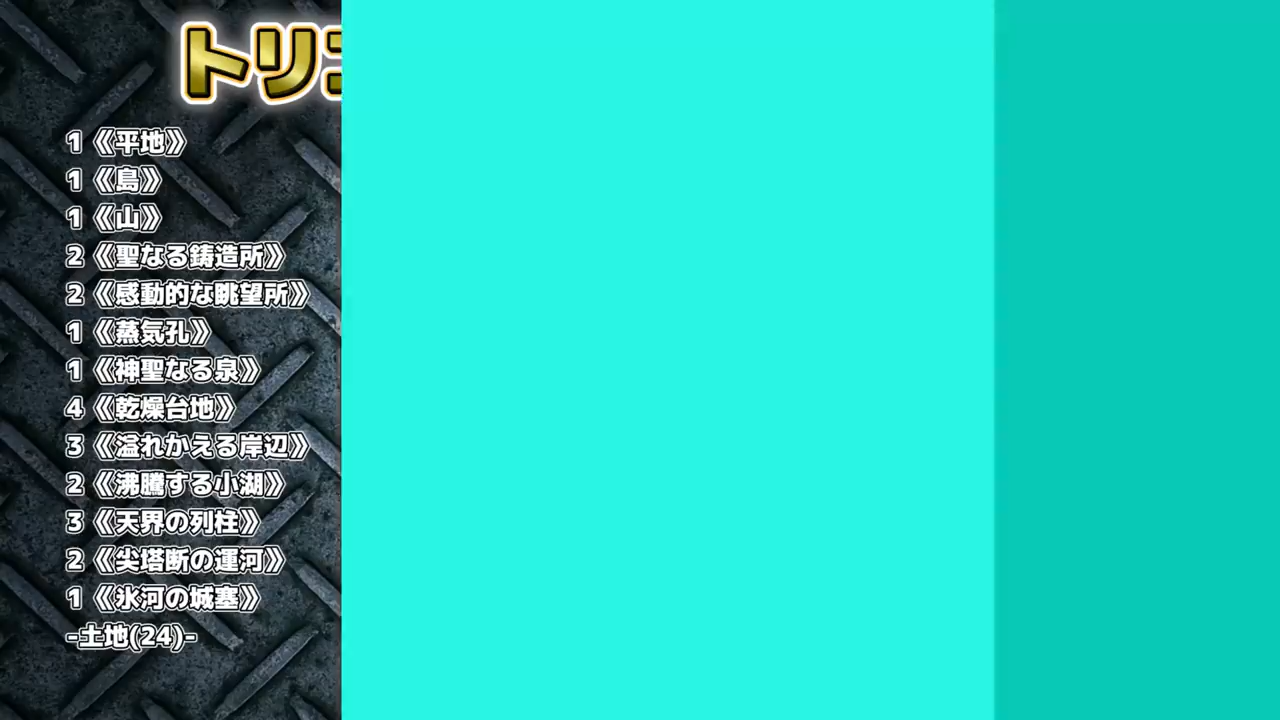 トリコ
1《平地》
1《島》
1《山》
2《聖なる鋳造所》
2《感動的な眺望所》
1《蒸気孔》
1《神聖なる泉》
4《乾燥台地》
3《溢れかえる岸辺》
2《沸騰する小湖》
3《天界の列柱》
2《尖塔断の運河》
1《氷河の城塞》
-土地(24)-